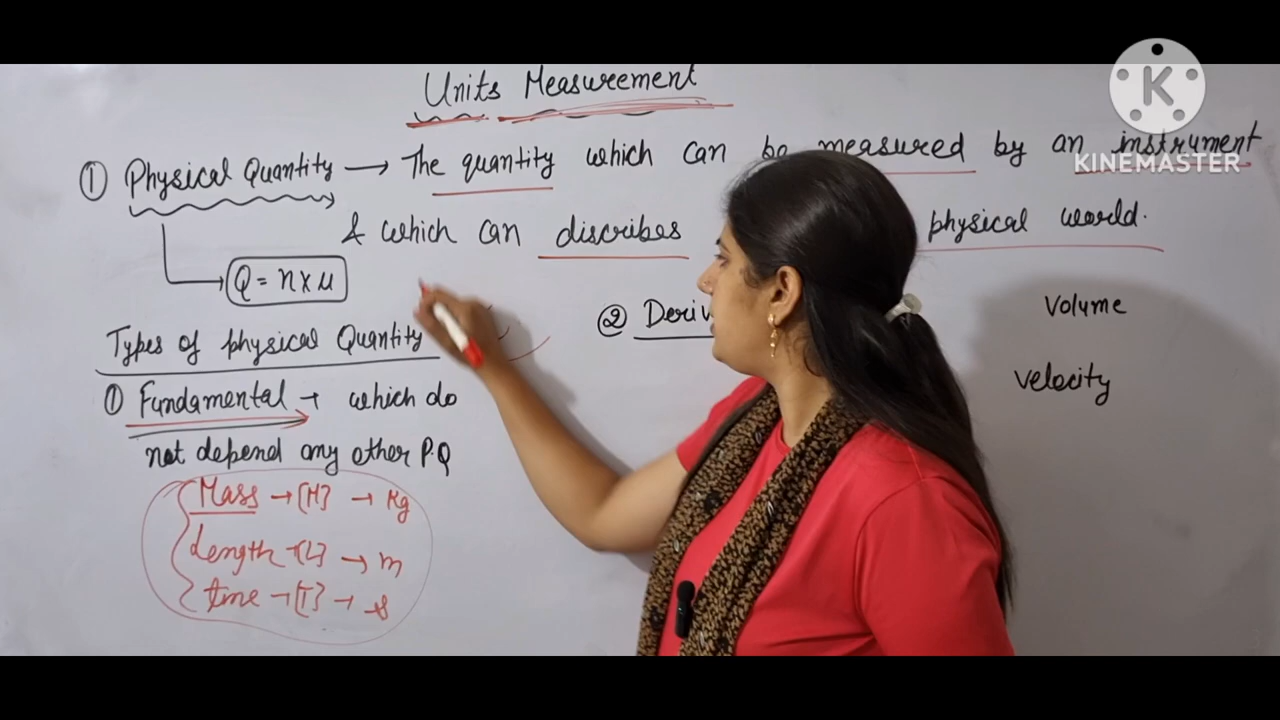 Units Measurement
① Physical Quantity → The quantity which can be measured by an instrument
& which can discribes physical world.
Q = n x u
Types of physical Quantity
① Fundamental → which do
not depend any other P.Q
Mass → [M] → Kg
Length → [L] → m
time → [T] → s
② Deriv
Volume
Velocity
K
KINEMASTER